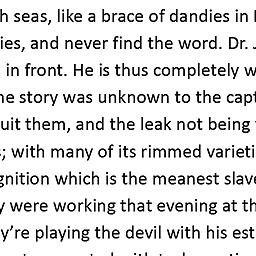 h seas, like a brace of dandies in
ies, and never find the word. Dr.
in front. He is thus completely w
ne story was unknown to the capt
uit them, and the leak not being
s; with many of its rimmed varieti
gnition which is the meanest slave
y were working that evening at th
y’re playing the devil with his est